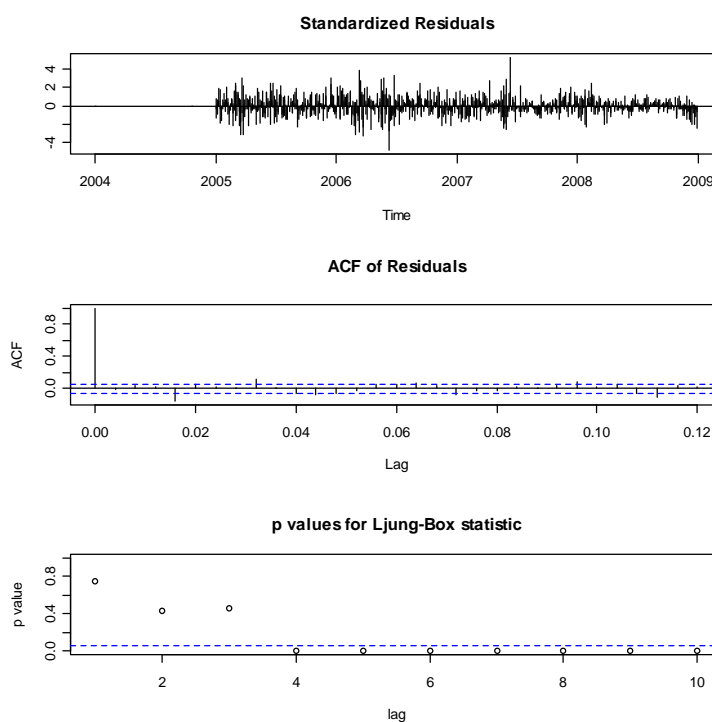 Standardized Residuals
4
2
0
-4
2004 2005 2006 2007 2008 2009
Time
ACF of Residuals
ACF
0.8
0.4
0.0
0.00 0.02 0.04 0.06 0.08 0.10 0.12
Lag
p values for Ljung-Box statistic
p value
0.8
0.4
0.0
2 4 6 8 10
lag